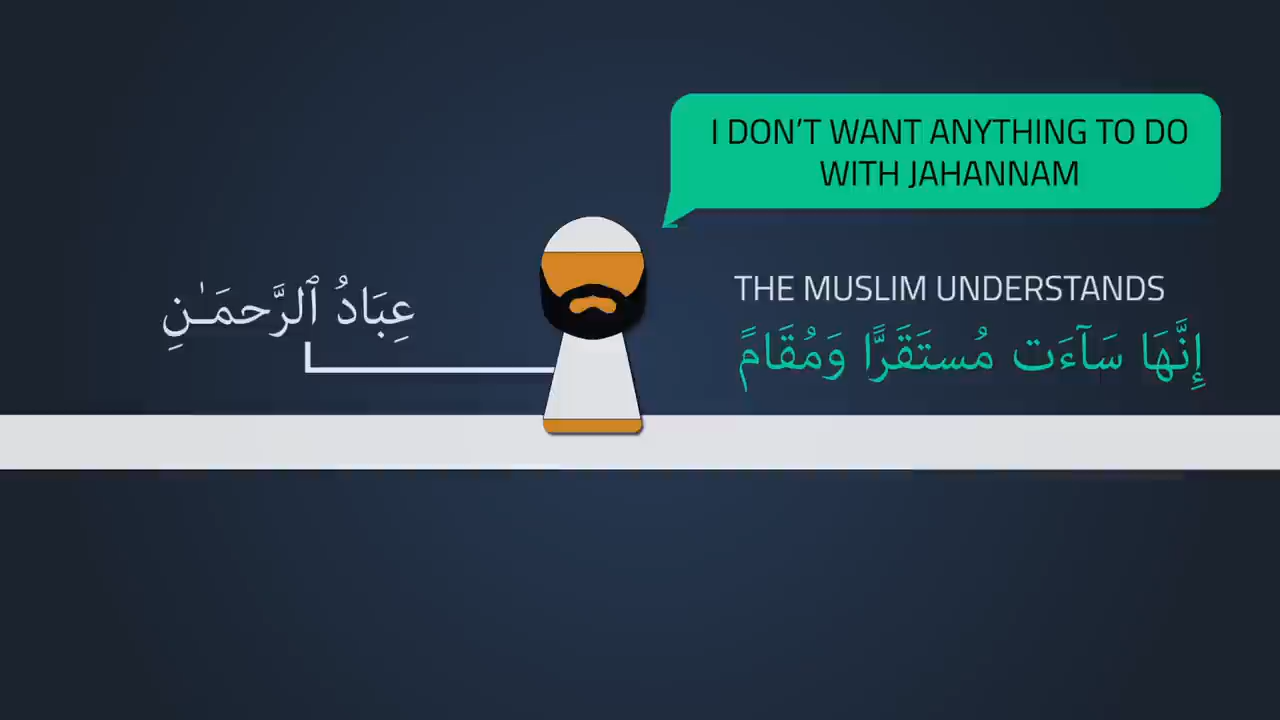 I DON'T WANT ANYTHING TO DO
WITH JAHANNAM
عِبَادُ ٱلرَّحمَـٰنِ
THE MUSLIM UNDERSTANDS
إِنَّهَا سَآءَت مُستَقَرًّا وَمُقَامً